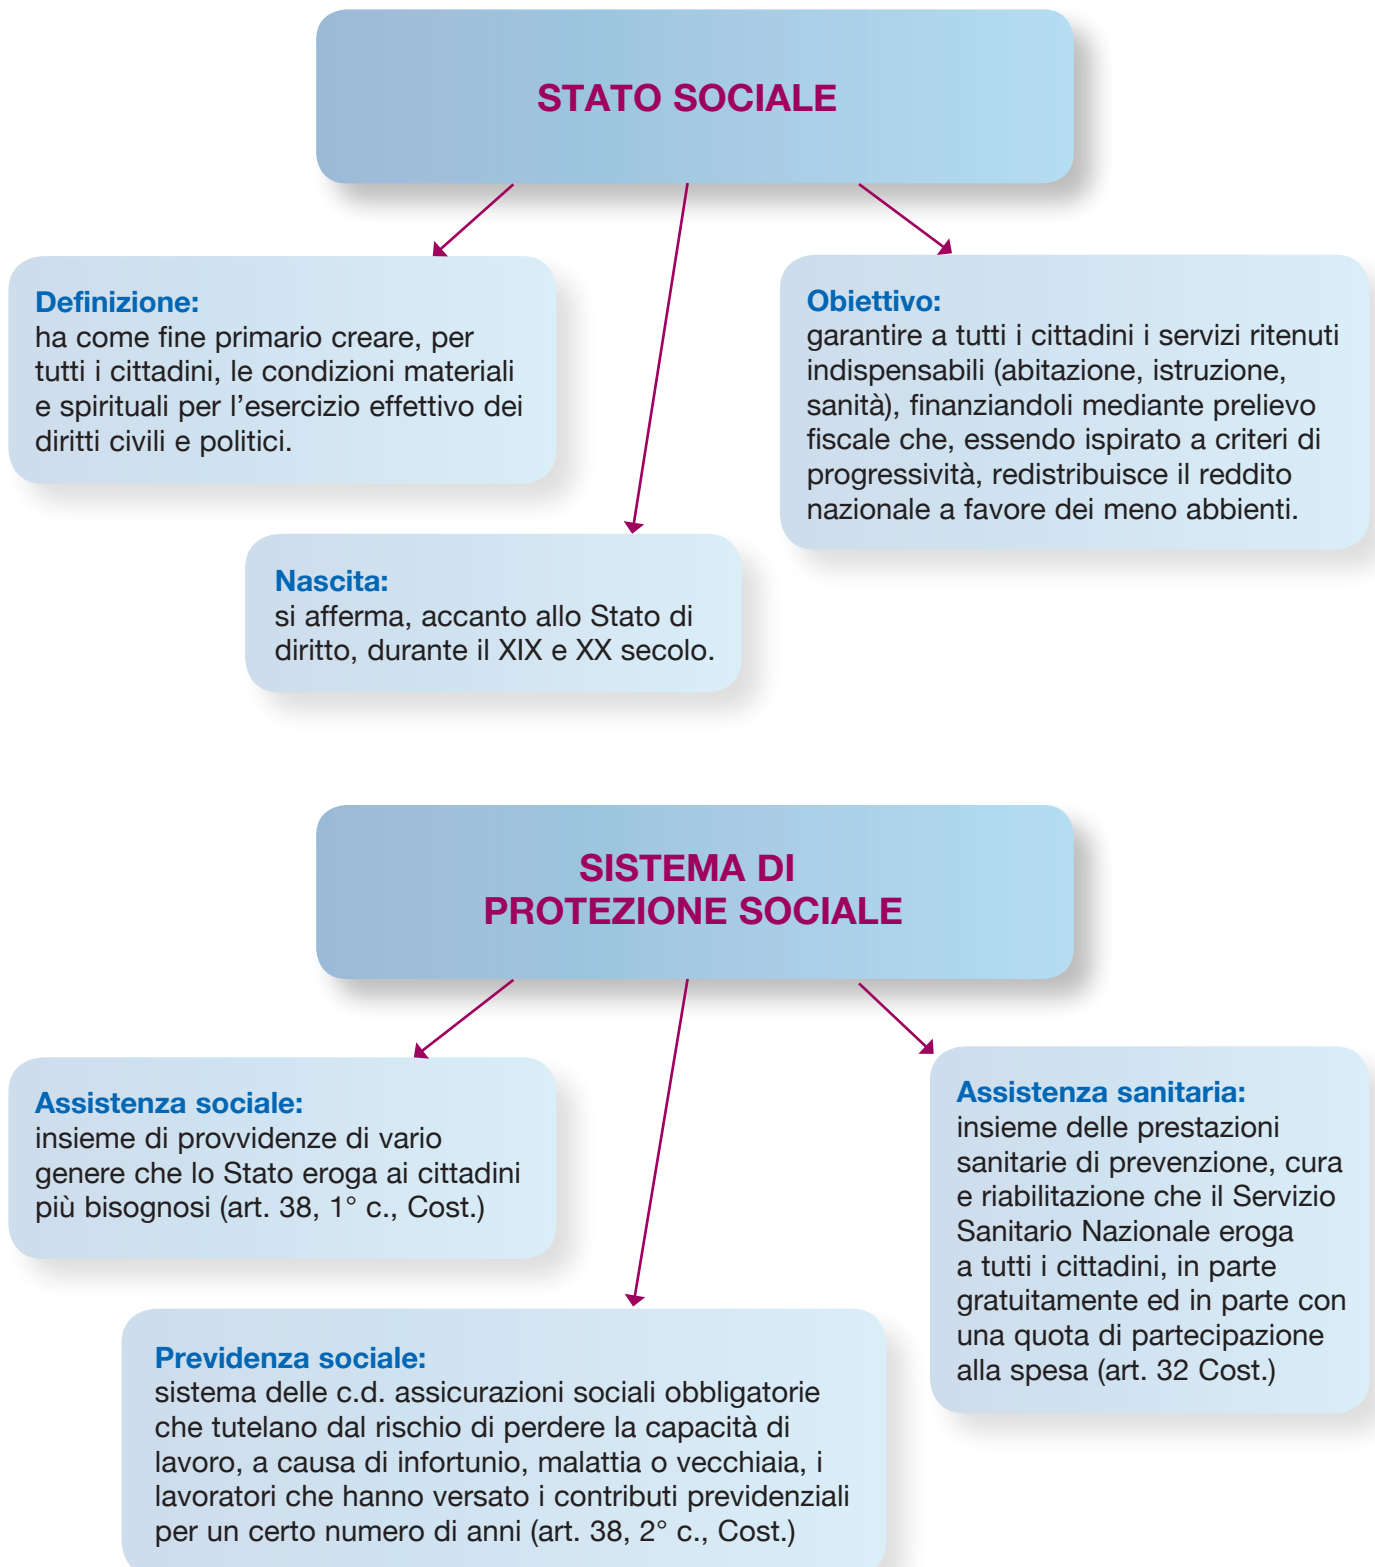 STATO SOCIALE
Definizione:
ha come fine primario creare, per
tutti i cittadini, le condizioni materiali
e spirituali per l’esercizio effettivo dei
diritti civili e politici.
Obiettivo:
garantire a tutti i cittadini i servizi ritenuti
indispensabili (abitazione, istruzione,
sanità), finanziandoli mediante prelievo
fiscale che, essendo ispirato a criteri di
progressività, redistribuisce il reddito
nazionale a favore dei meno abbienti.
Nascita:
si afferma, accanto allo Stato di
diritto, durante il XIX e XX secolo.
SISTEMA DI
PROTEZIONE SOCIALE
Assistenza sociale:
insieme di provvidenze di vario
genere che lo Stato eroga ai cittadini
più bisognosi (art. 38, 1° c., Cost.)
Assistenza sanitaria:
insieme delle prestazioni
sanitarie di prevenzione, cura
e riabilitazione che il Servizio
Sanitario Nazionale eroga
a tutti i cittadini, in parte
gratuitamente ed in parte con
una quota di partecipazione
alla spesa (art. 32 Cost.)
Previdenza sociale:
sistema delle c.d. assicurazioni sociali obbligatorie
che tutelano dal rischio di perdere la capacità di
lavoro, a causa di infortunio, malattia o vecchiaia, i
lavoratori che hanno versato i contributi previdenziali
per un certo numero di anni (art. 38, 2° c., Cost.)